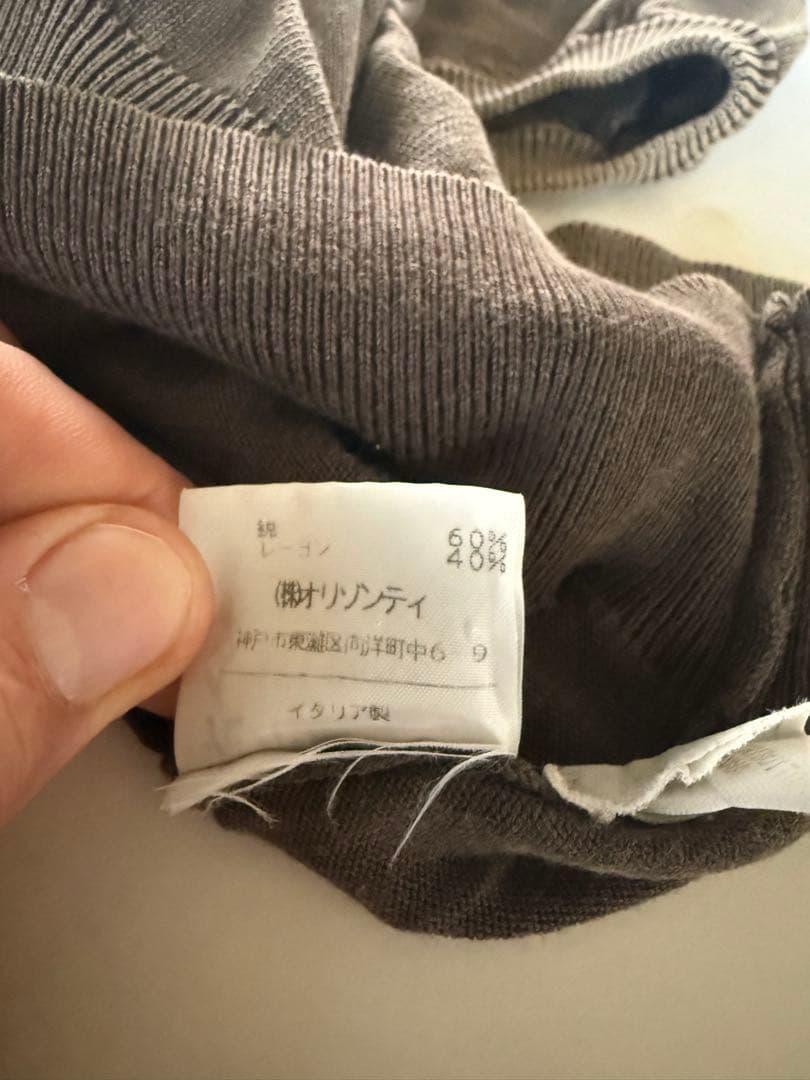 綿 60%
レーヨン 40%
(株)オリゾンティ
神戸市東灘区向洋町中6 9
イタリア製